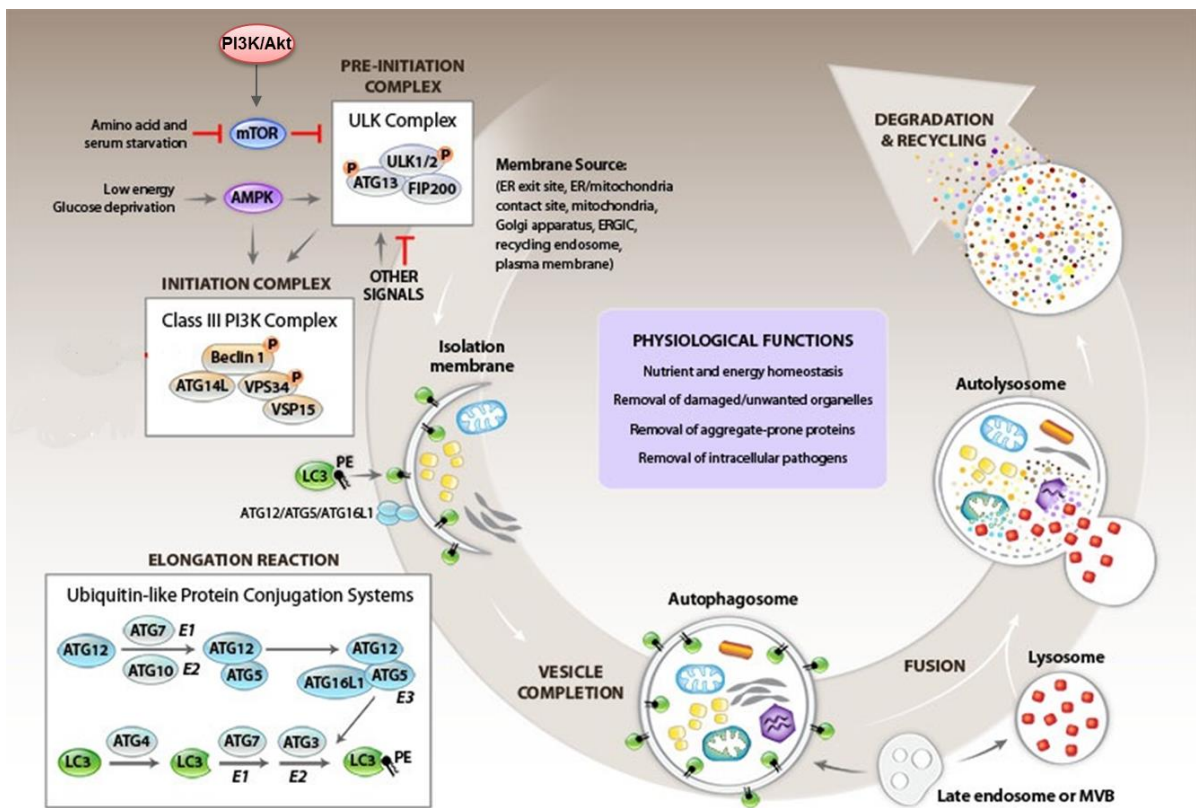 PI3K/Akt
Amino acid and
serum starvation
mTOR
Low energy
Glucose deprivation
AMPK
PRE-INITIATION
COMPLEX
ULK Complex
P
ULK1/2
P
ATG13
FIP200
OTHER
SIGNALS
INITIATION COMPLEX
Class III PI3K Complex
Beclin 1
P
ATG14L
VPS34
P
VSP15
Membrane Source:
(ER exit site, ER/mitochondria
contact site, mitochondria,
Golgi apparatus, ERGIC,
recycling endosome,
plasma membrane)
DEGRADATION
& RECYCLING
Isolation
membrane
LC3
PE
ATG12/ATG5/ATG16L1
PHYSIOLOGICAL FUNCTIONS
Nutrient and energy homeostasis
Removal of damaged/unwanted organelles
Removal of aggregate-prone proteins
Removal of intracellular pathogens
Autolysosome
ELONGATION REACTION
Ubiquitin-like Protein Conjugation Systems
ATG12
ATG7
E1
ATG10
E2
ATG12
ATG5
ATG12
ATG16L1
ATG5
E3
LC3
ATG4
LC3
ATG7
E1
ATG3
E2
LC3
PE
VESICLE
COMPLETION
Autophagosome
FUSION
Lysosome
Late endosome or MVB